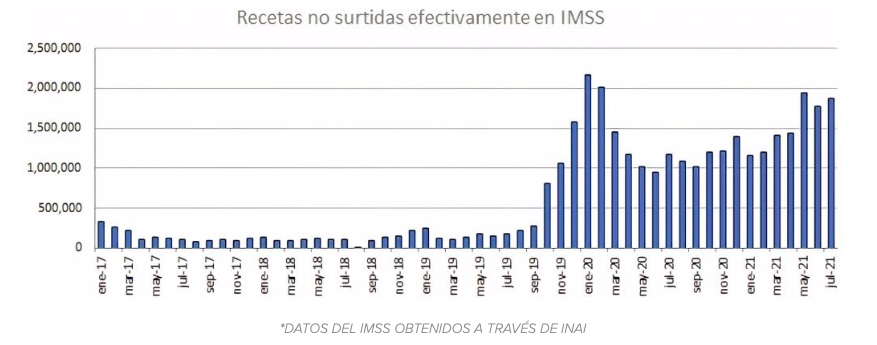 Recetas no surtidas efectivamente en IMSS
2,500,000
2,000,000
1,500,000
1,000,000
500,000
0
ene-17
mar-17
may-17
jul-17
sep-17
nov-17
ene-18
mar-18
may-18
jul-18
sep-18
nov-18
ene-19
mar-19
may-19
jul-19
sep-19
nov-19
ene-20
mar-20
may-20
jul-20
sep-20
nov-20
ene-21
mar-21
may-21
jul-21
*DATOS DEL IMSS OBTENIDOS A TRAVÉS DE INAI